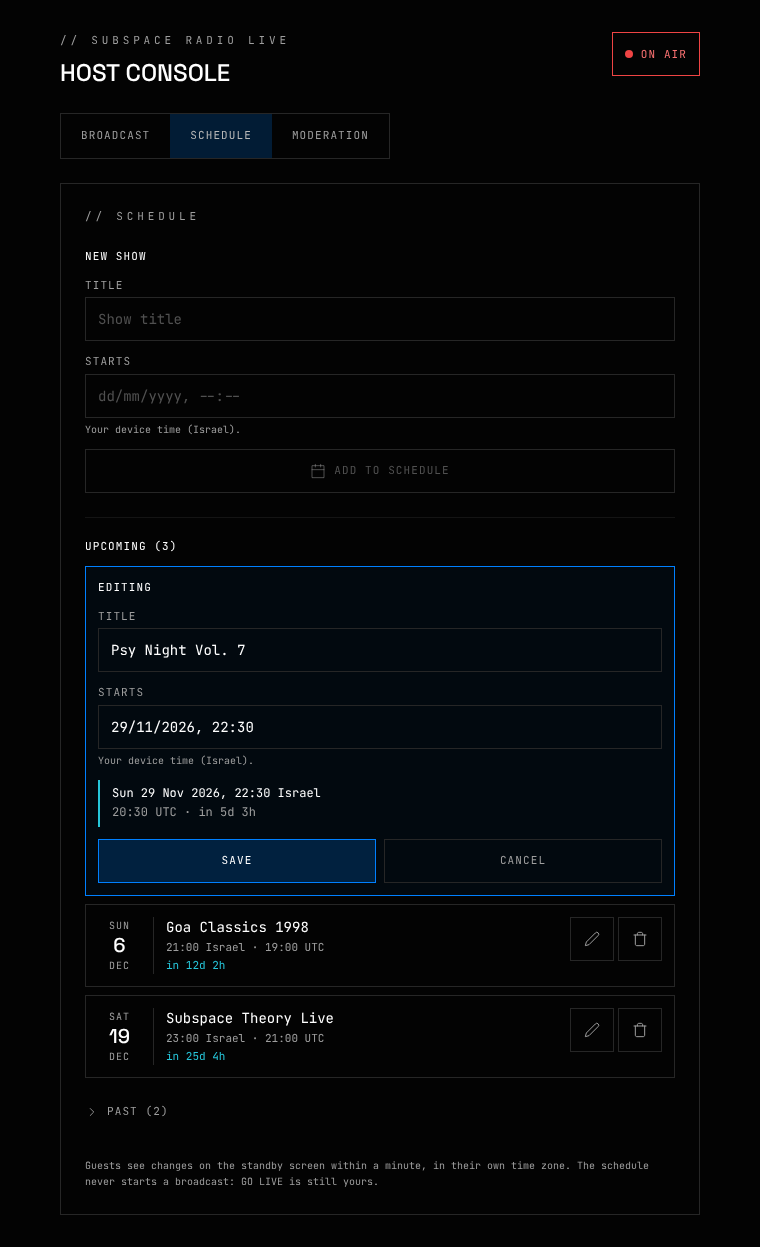 // SUBSPACE RADIO LIVE
HOST CONSOLE
ON AIR
BROADCAST
SCHEDULE
MODERATION
// SCHEDULE
NEW SHOW
TITLE
Show title
STARTS
dd/mm/yyyy, --:--
Your device time (Israel).
ADD TO SCHEDULE
UPCOMING (3)
EDITING
TITLE
Psy Night Vol. 7
STARTS
29/11/2026, 22:30
Your device time (Israel).
Sun 29 Nov 2026, 22:30 Israel
20:30 UTC · in 5d 3h
SAVE
CANCEL
SUN
6
DEC
Goa Classics 1998
21:00 Israel · 19:00 UTC
in 12d 2h
SAT
19
DEC
Subspace Theory Live
23:00 Israel · 21:00 UTC
in 25d 4h
PAST (2)
Guests see changes on the standby screen within a minute, in their own time zone. The schedule
never starts a broadcast: GO LIVE is still yours.